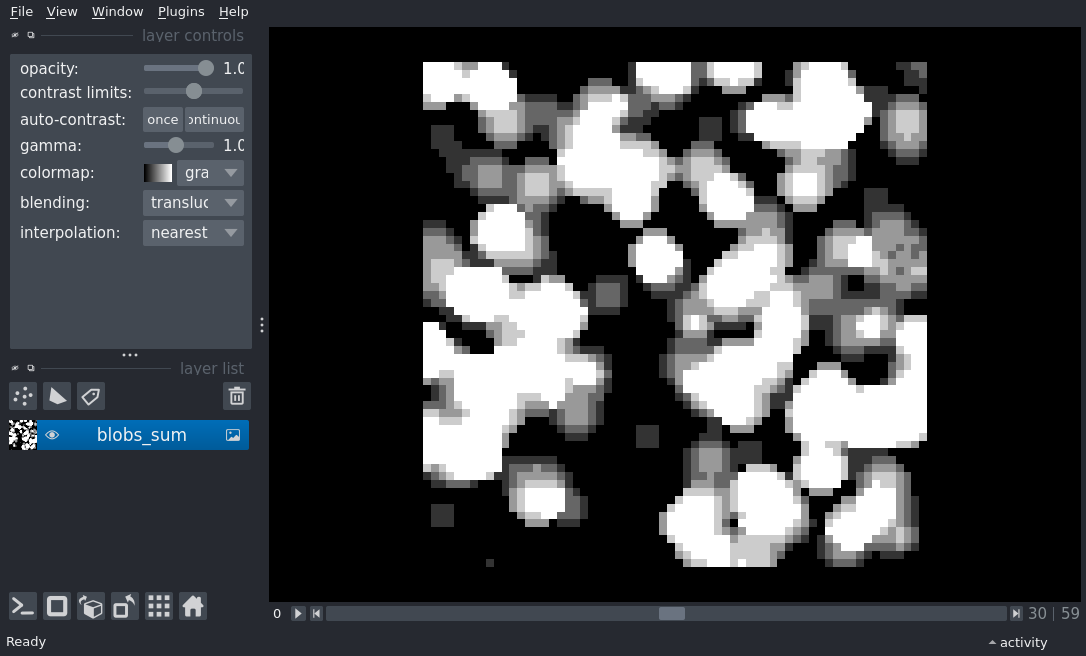 File View Window Plugins Help
layer controls
opacity: 1.0
contrast limits:
auto-contrast: once ontinuou
gamma: 1.0
colormap: gra
blending: transluc
interpolation: nearest
layer list
blobs_sum
0 30 | 59
Ready activity